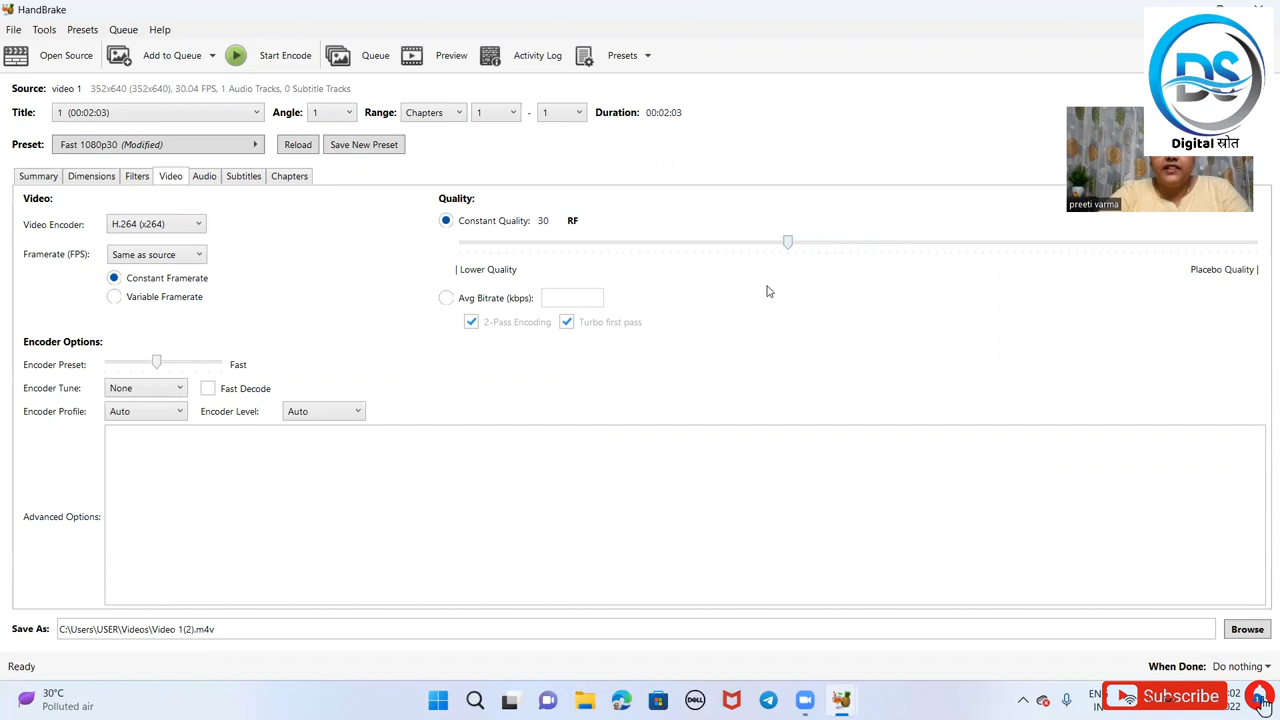 HandBrake
File Tools Presets Queue Help
Open Source Add to Queue Start Encode Queue Preview Activity Log Presets
DS
Digital स्रोत
Source: video 1 352x640 (352x640), 30.04 FPS, 1 Audio Tracks, 0 Subtitle Tracks
Title: 1 (00:02:03) Angle: 1 Range: Chapters 1 - 1 Duration: 00:02:03
Preset: Fast 1080p30 (Modified) Reload Save New Preset
Summary Dimensions Filters Video Audio Subtitles Chapters
preeti varma
Video: Quality:
Video Encoder: H.264 (x264) Constant Quality: 30 RF
Framerate (FPS): Same as source
| Lower Quality Placebo Quality |
Constant Framerate
Variable Framerate Avg Bitrate (kbps):
2-Pass Encoding Turbo first pass
Encoder Options:
Encoder Preset: Fast
Encoder Tune: None Fast Decode
Encoder Profile: Auto Encoder Level: Auto
Advanced Options:
Save As: C:\Users\USER\Videos\Video 1(2).m4v Browse
Ready When Done: Do nothing
30°C
Polluted air
DELL
Subscribe